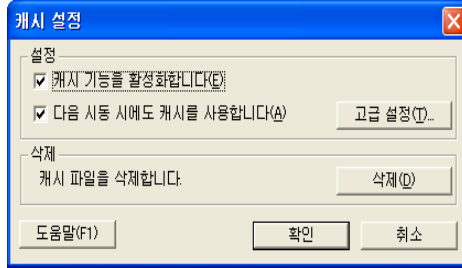 캐시 설정
설정
캐시 기능을 활성화합니다(E)
다음 시동 시에도 캐시를 사용합니다(A)
고급 설정(T)...
삭제
캐시 파일을 삭제합니다.
삭제(D)
도움말(F1)
확인
취소